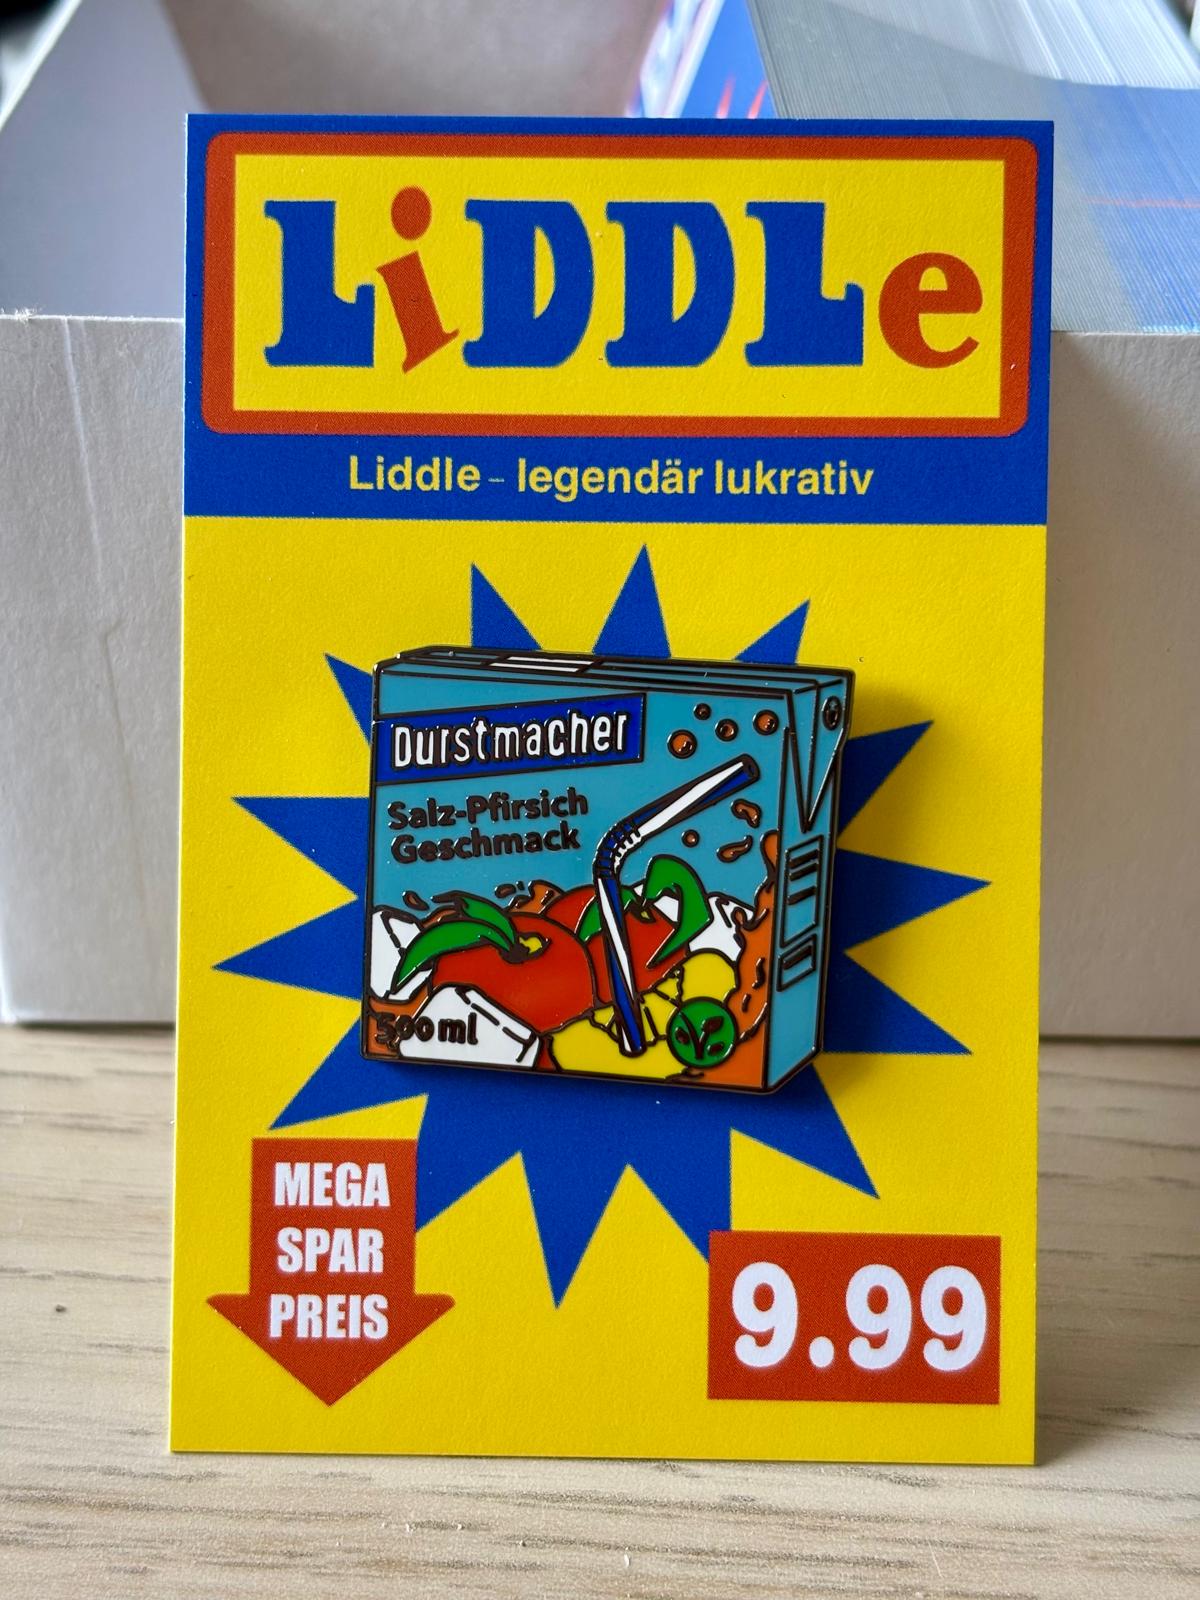 LiDDLe
Liddle - legendär lukrativ
Durstmacher
Salz-Pfirsich
Geschmack
500 ml
MEGA
SPAR
PREIS
9.99